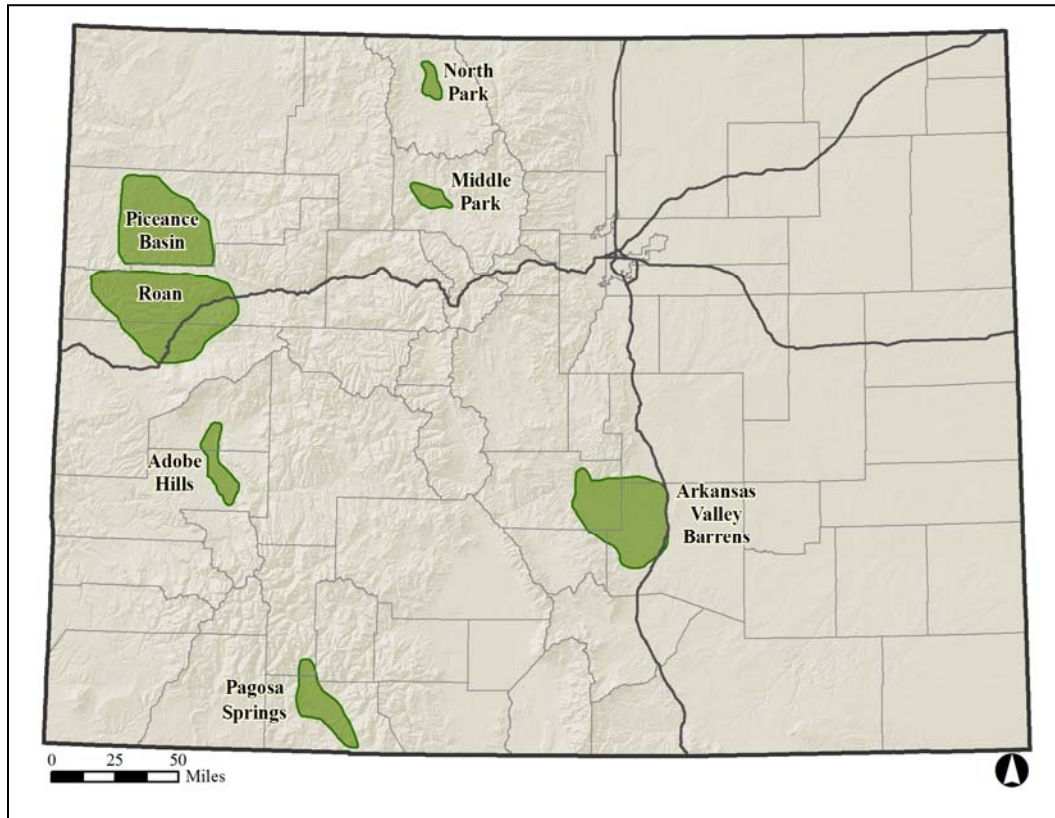 North
Park
Middle
Park
Piceance
Basin
Roan
Adobe
Hills
Arkansas
Valley
Barrens
Pagosa
Springs
0 25 50
Miles